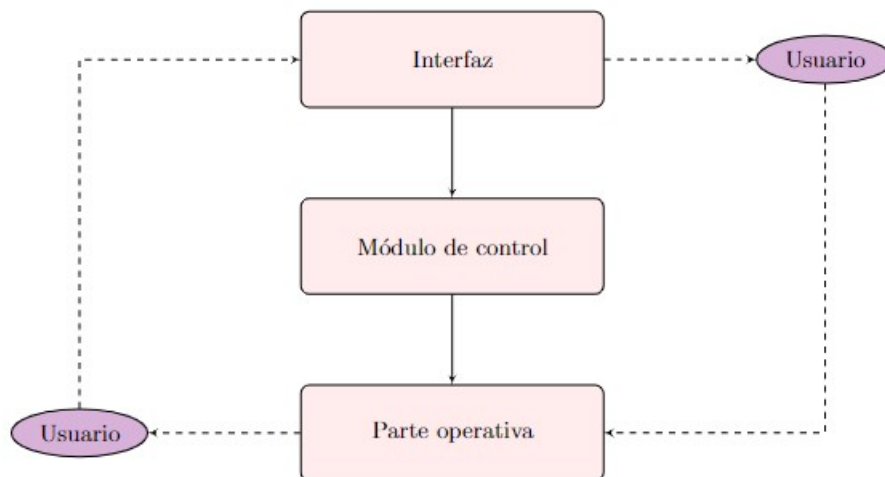 Interfaz
Usuario
Módulo de control
Usuario
Parte operativa